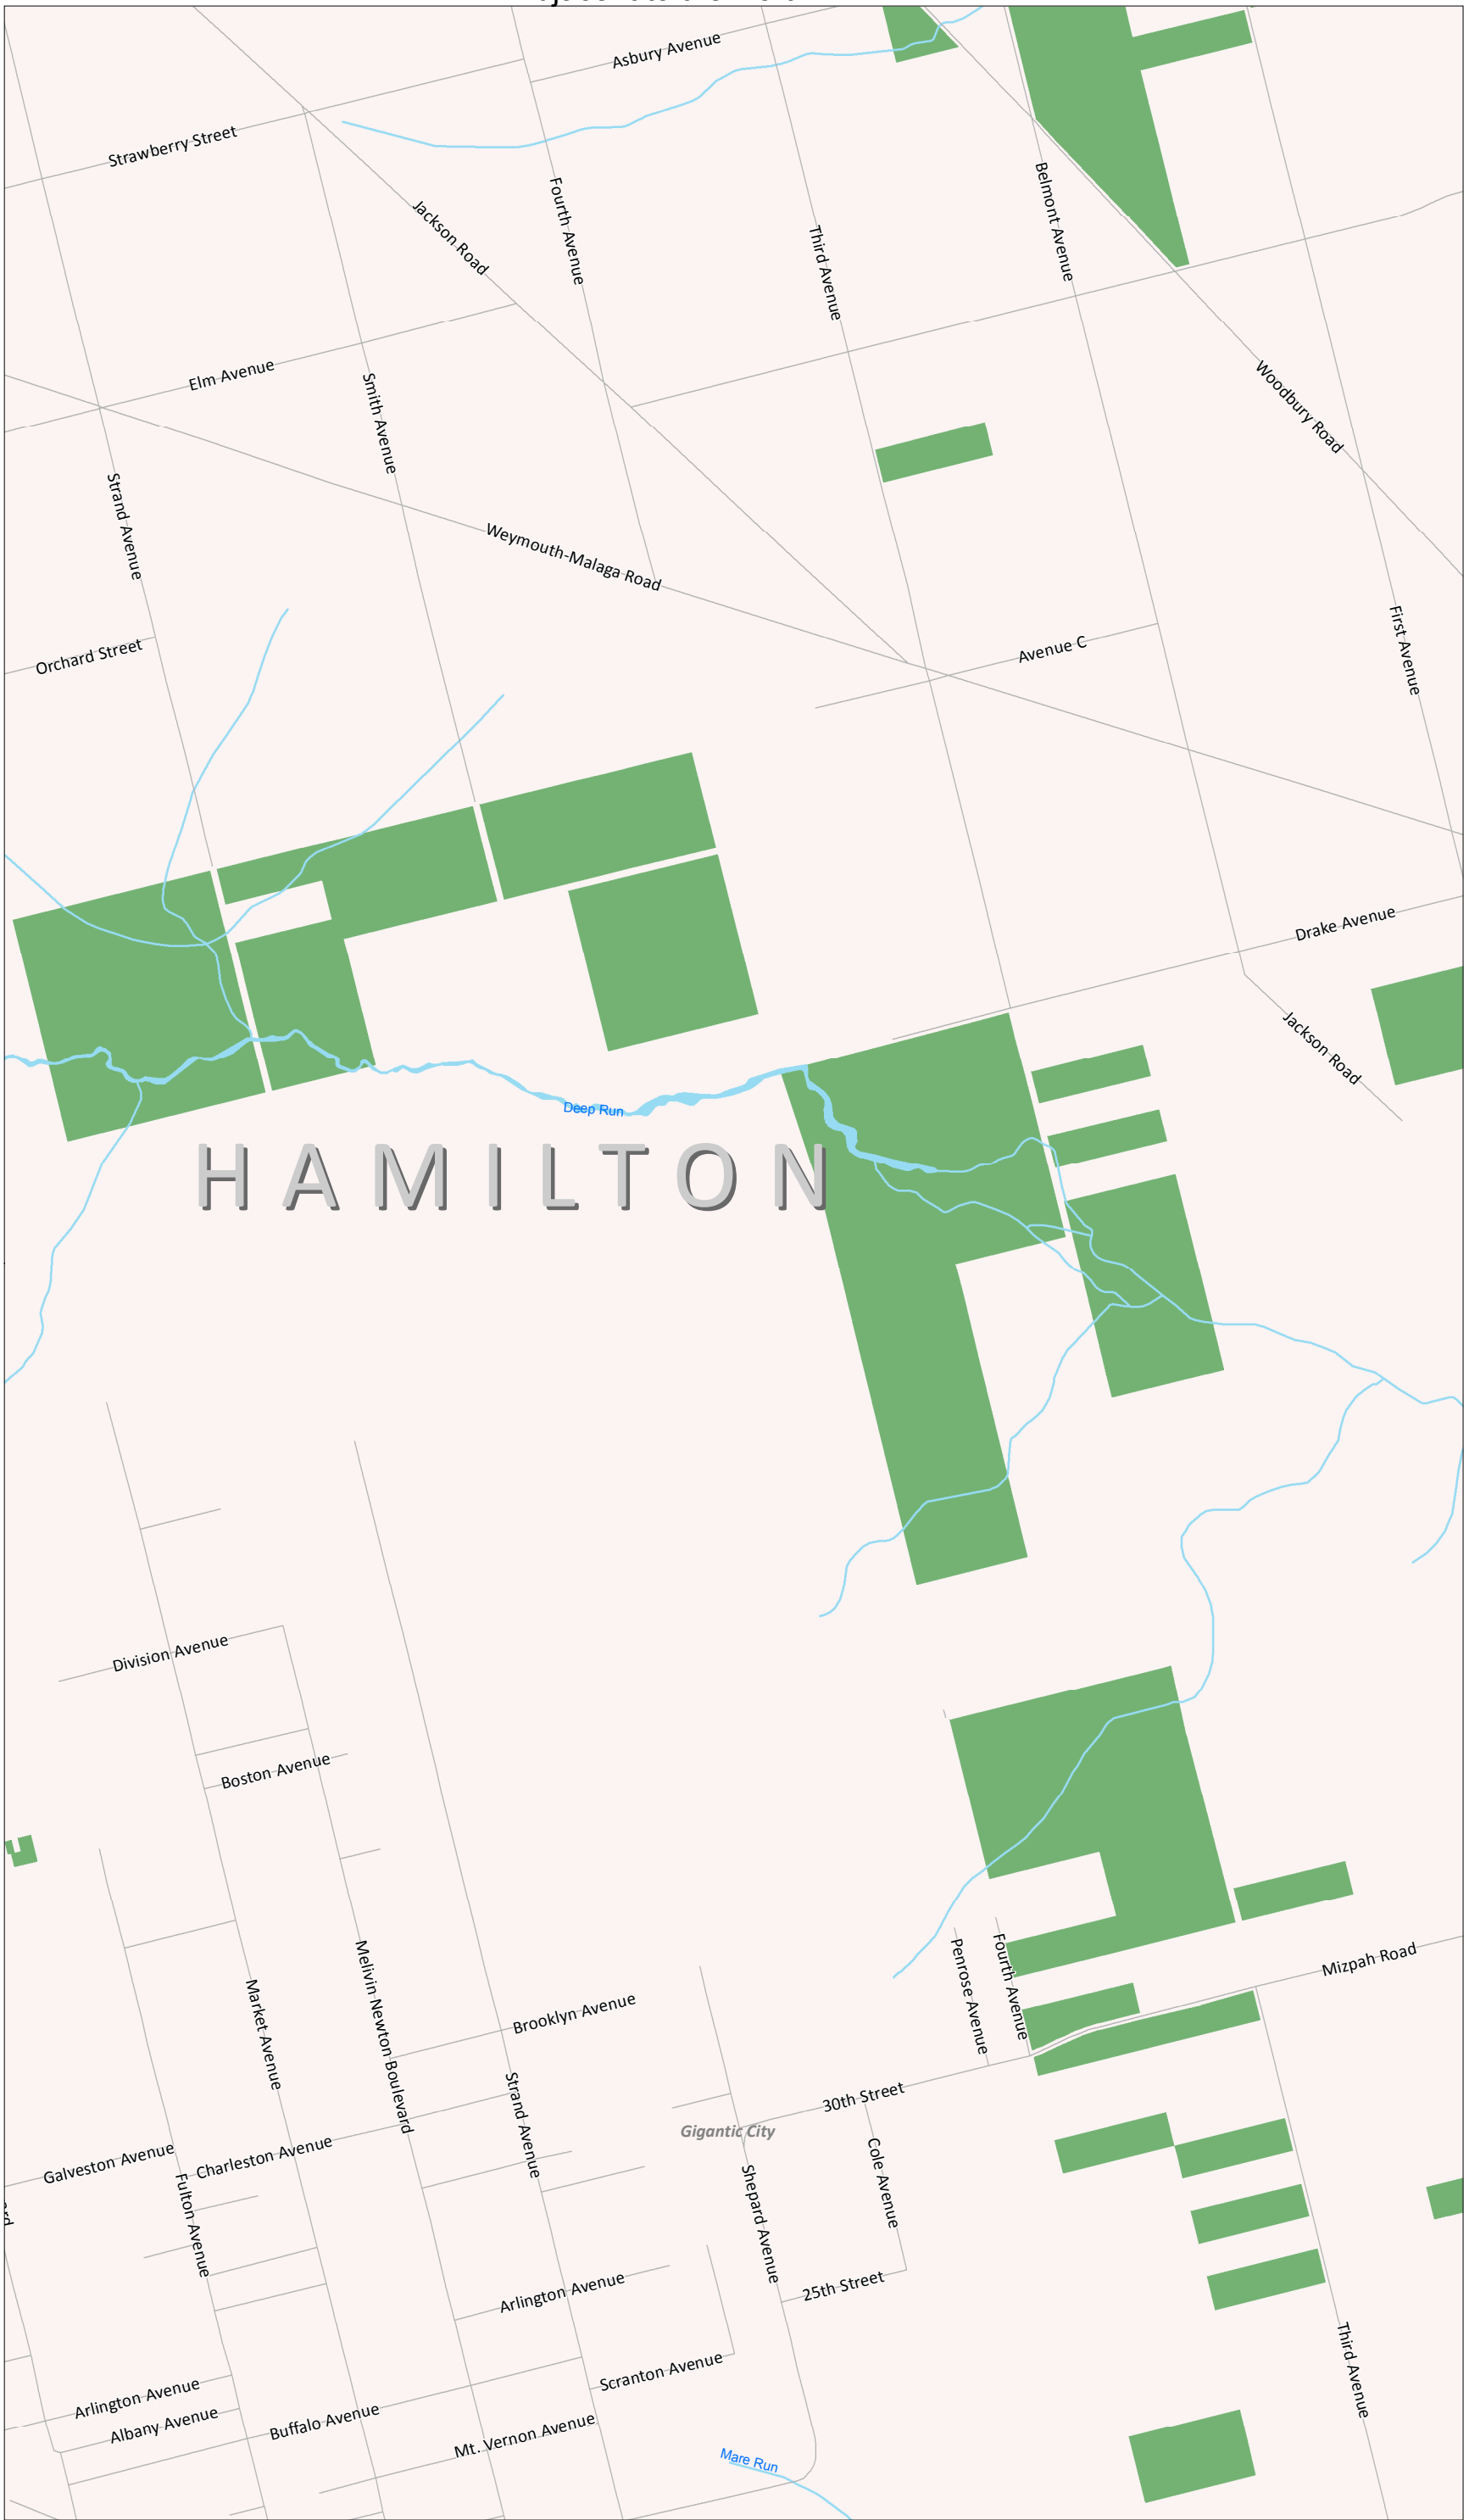 Asbury Avenue
Strawberry Street
Jackson Road
Fourth Avenue
Third Avenue
Belmont Avenue
Elm Avenue
Smith Avenue
Woodbury Road
Strand Avenue
Weymouth-Malaga Road
Orchard Street
Avenue C
First Avenue
Drake Avenue
Jackson Road
Deep Run
HAMILTON
Division Avenue
Boston Avenue
Market Avenue
Melivin Newton Boulevard
Brooklyn Avenue
Penrose Avenue
Fourth Avenue
Mizpah Road
Strand Avenue
30th Street
Gigantic City
Galveston Avenue
Charleston Avenue
Fulton Avenue
Shepard Avenue
Cole Avenue
Arlington Avenue
25th Street
Scranton Avenue
Third Avenue
Arlington Avenue
Albany Avenue
Buffalo Avenue
Mt. Vernon Avenue
Mare Run